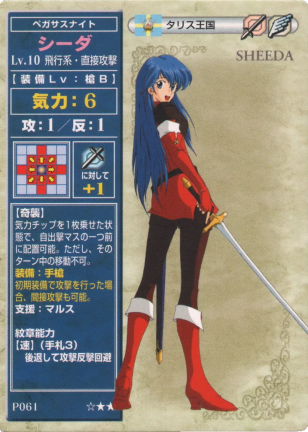 ペガサスナイト
タリス王国
シーダ
SHEEDA
Lv.10 飛行系・直接攻撃
【装備Lv:槍B】
気力:6
攻:1/反:1
に対して
+1
【奇襲】
気力チップを1枚乗せた状
態で、自出撃マスの一つ前
に配置可能。ただし、その
ターン中の移動不可。
装備:手槍
初期装備で攻撃を行った場
合、間接攻撃も可能。
支援:マルス
紋章能力
【速】(手札3)
後退して攻撃反撃回避
P061
☆★★